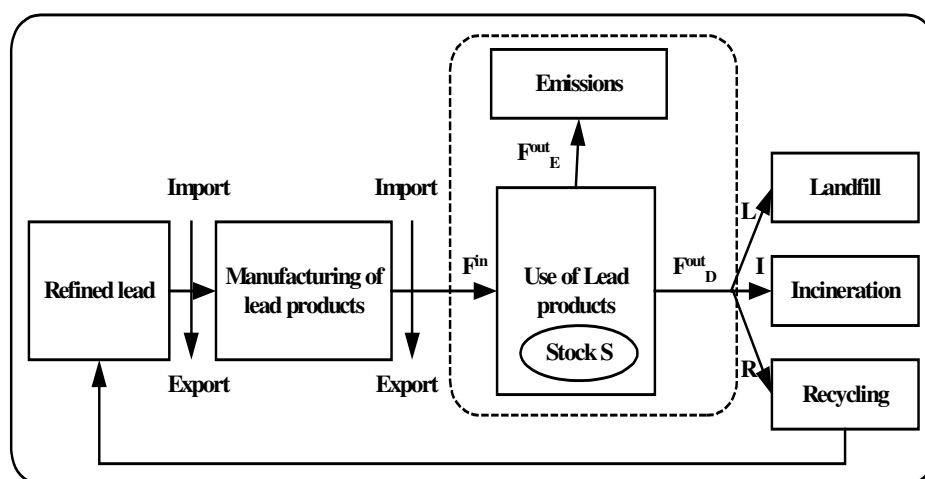 Emissions
F^out_E
Import
Import
Landfill
L
Refined lead
Manufacturing of
lead products
F^in
Use of Lead
products
F^out_D
I
Incineration
Stock S
Export
Export
R
Recycling